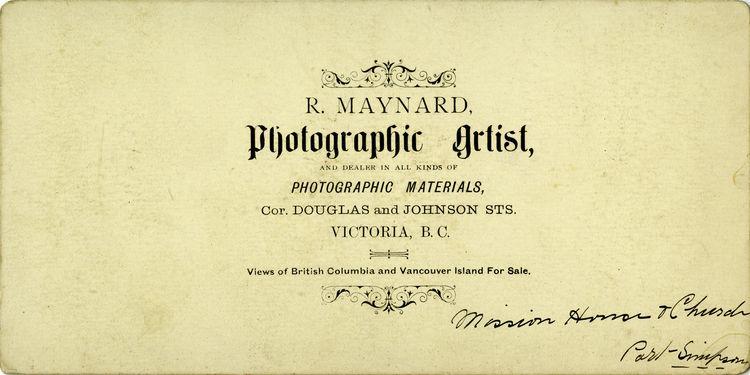 R. MAYNARD,
Photographic Artist,
AND DEALER IN ALL KINDS OF
PHOTOGRAPHIC MATERIALS,
Cor. DOUGLAS and JOHNSON STS.
VICTORIA, B. C.
Views of British Columbia and Vancouver Island For Sale.
Mission House & Church
Port-Simpson